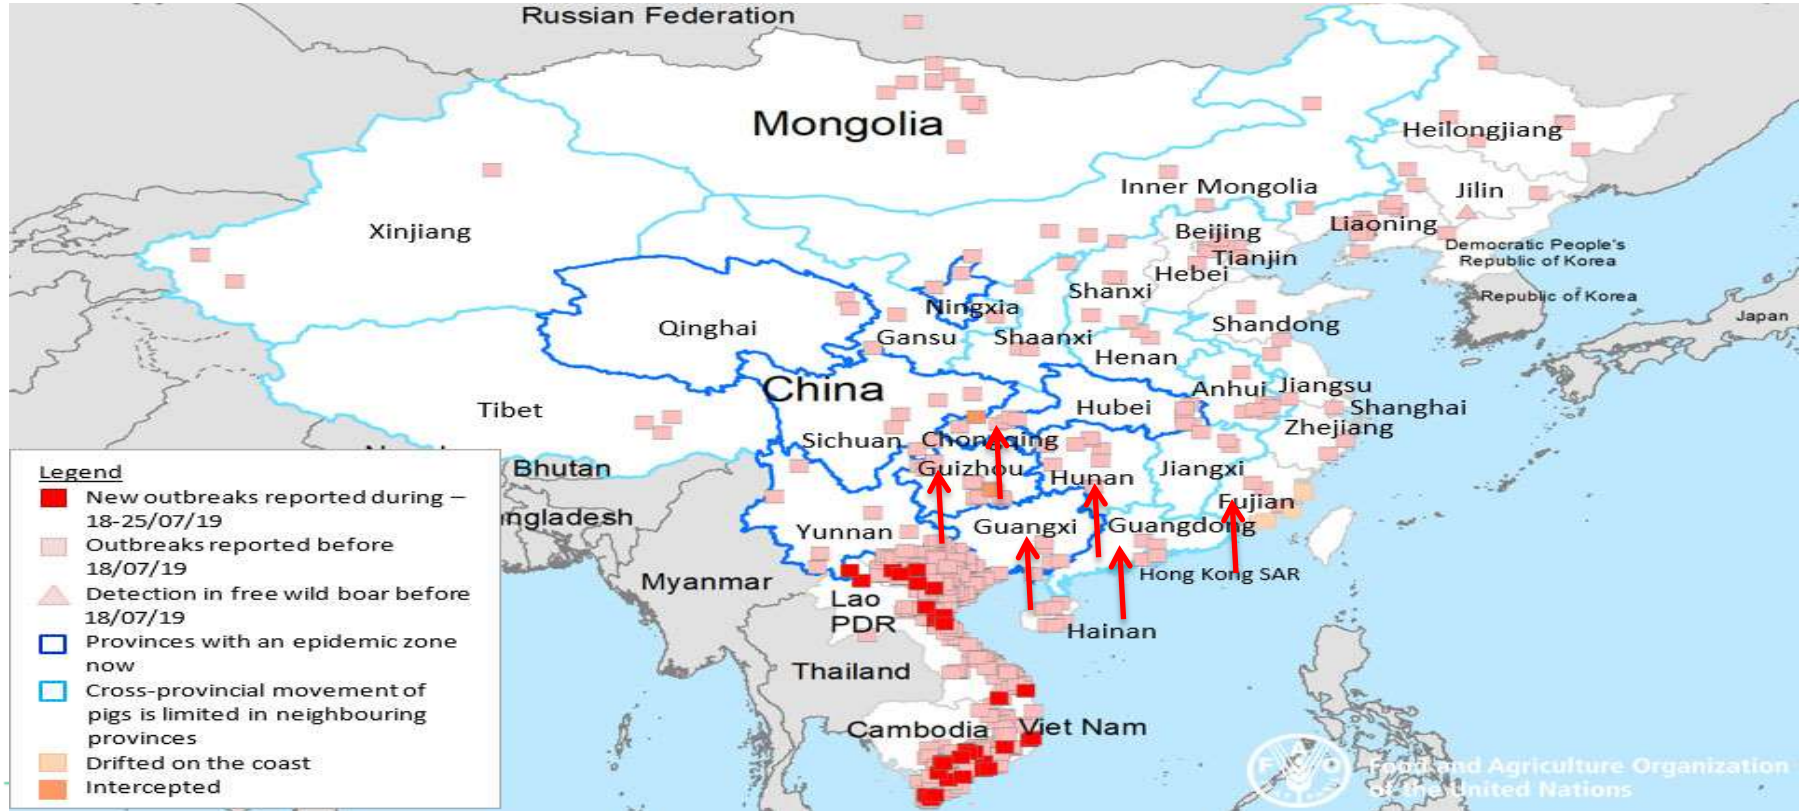 Russian Federation
Mongolia
Heilongjiang
Inner Mongolia
Jilin
Xinjiang
Beijing
Liaoning
Tianjin
Democratic People's
Republic of Korea
Hebei
Shanxi
Republic of Korea
Ningxia
Qinghai
Gansu
Shaanxi
Shandong
Japan
Henan
China
Anhui
Jiangsu
Tibet
Hubei
Shanghai
Zhejiang
Sichuan
Chongqing
Guizhou
Hunan
Jiangxi
Bhutan
Fujian
ngladesh
Yunnan
Guangxi
Guangdong
Myanmar
Hong Kong SAR
Lao
PDR
Hainan
Thailand
Cambodia
Viet Nam
Legend
New outbreaks reported during –
18-25/07/19
Outbreaks reported before
18/07/19
Detection in free wild boar before
18/07/19
Provinces with an epidemic zone
now
Cross-provincial movement of
pigs is limited in neighbouring
provinces
Drifted on the coast
Intercepted
FAO
Food and Agriculture Organization
of the United Nations